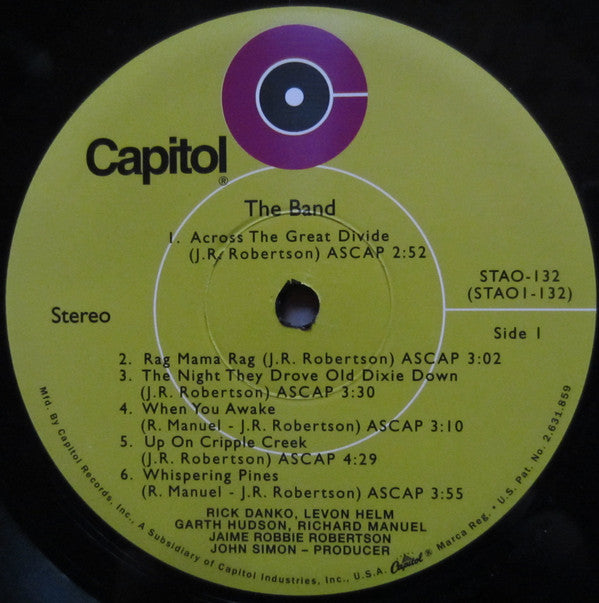 Capitol®
The Band
1. Across The Great Divide
(J.R. Robertson) ASCAP 2:52
STAO-132
(STAO1-132)
Stereo
Side 1
2. Rag Mama Rag (J.R. Robertson) ASCAP 3:02
3. The Night They Drove Old Dixie Down
(J.R. Robertson) ASCAP 3:30
4. When You Awake
(R. Manuel - J.R. Robertson) ASCAP 3:10
5. Up On Cripple Creek
(J.R. Robertson) ASCAP 4:29
6. Whispering Pines
(R. Manuel - J.R. Robertson) ASCAP 3:55
RICK DANKO, LEVON HELM
GARTH HUDSON, RICHARD MANUEL
JAIME ROBBIE ROBERTSON
JOHN SIMON – PRODUCER
Mfd. By Capitol Records, Inc., A Subsidiary of Capitol Industries, Inc., U.S.A. Capitol ® Marca Reg. • U.S. Pat. No. 2,631,859